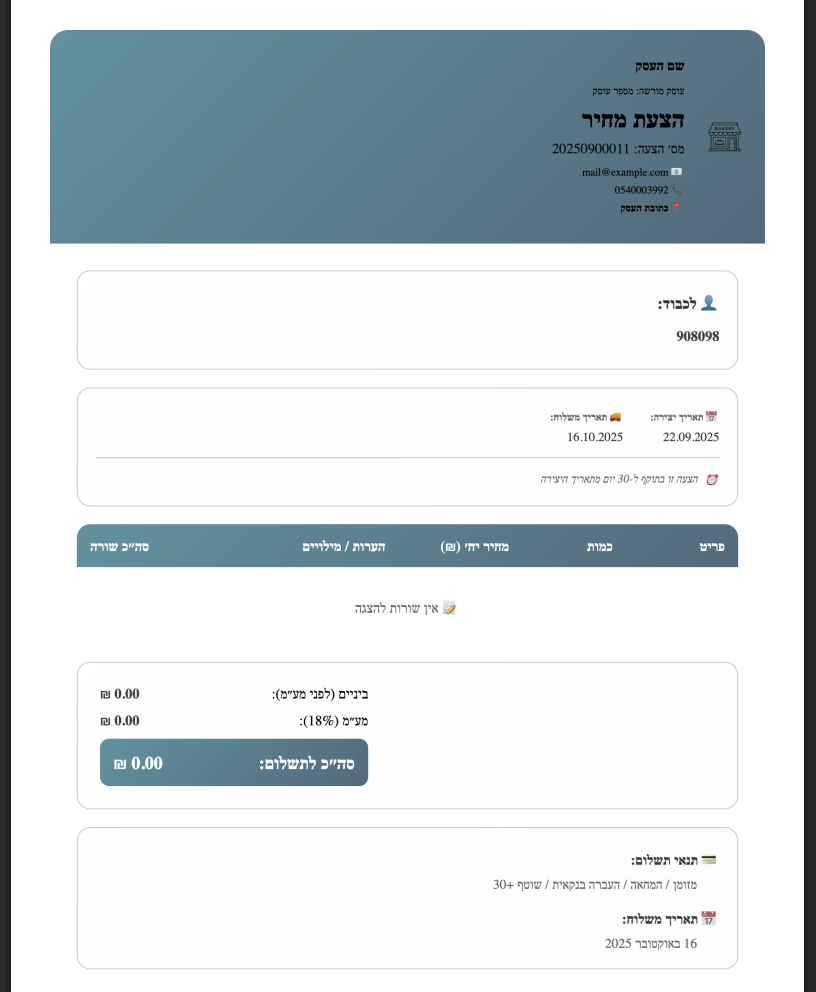 שם העסק
עוסק מורשה: מספר עוסק
הצעת מחיר
מס׳ הצעה: 20250900011
BAKERY
📧 mail@example.com
📞 0540003992
📍 כתובת העסק
👤 לכבוד:
908098
📅 תאריך יצירה: 🚚 תאריך משלוח:
22.09.2025 16.10.2025
⏰ הצעה זו בתוקף ל-30 יום מתאריך היצירה
פריט כמות מחיר יח׳ (₪) הערות / מילויים סה״כ שורה
📝 אין שורות להצגה
ביניים (לפני מע״מ): 0.00 ₪
מע״מ (18%): 0.00 ₪
סה״כ לתשלום: 0.00 ₪
💳 תנאי תשלום:
מזומן / המחאה / העברה בנקאית / שוטף +30
📅 תאריך משלוח:
16 באוקטובר 2025